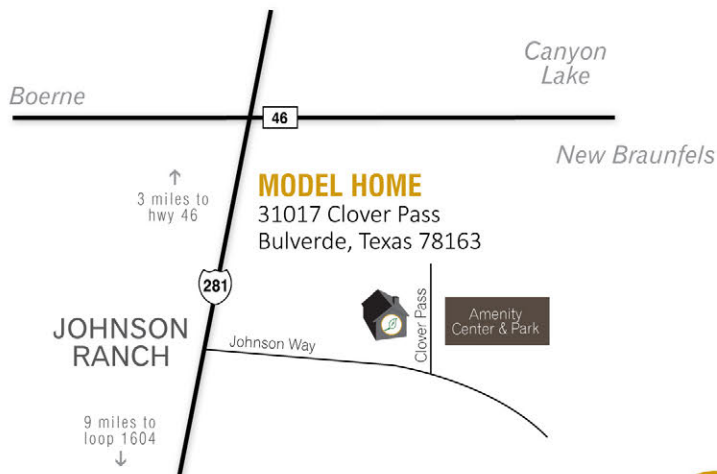 Canyon
Lake
Boerne
46
New Braunfels
3 miles to
hwy 46
MODEL HOME
31017 Clover Pass
Bulverde, Texas 78163
281
Clover Pass
Amenity
Center & Park
JOHNSON
RANCH
Johnson Way
9 miles to
loop 1604